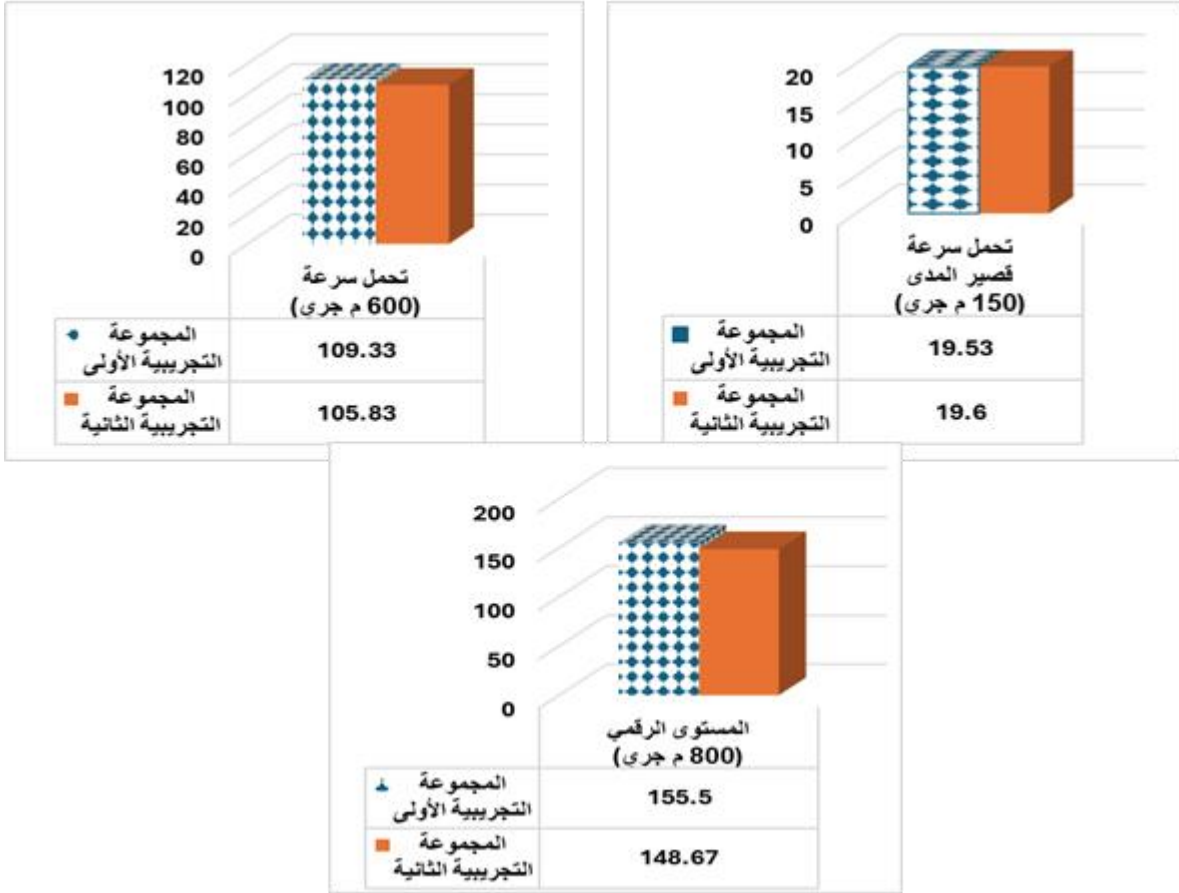 120
100
80
60
40
20
0
تحمل سرعة
(600 م جري)
المجموعة
التجريبية الأولى
109.33
المجموعة
التجريبية الثانية
105.83
20
15
10
5
0
تحمل سرعة
قصير المدى
(150 م جري)
المجموعة
التجريبية الأولى
19.53
المجموعة
التجريبية الثانية
19.6
200
150
100
50
0
المستوى الرقمي
(800 م جري)
المجموعة
التجريبية الأولى
155.5
المجموعة
التجريبية الثانية
148.67